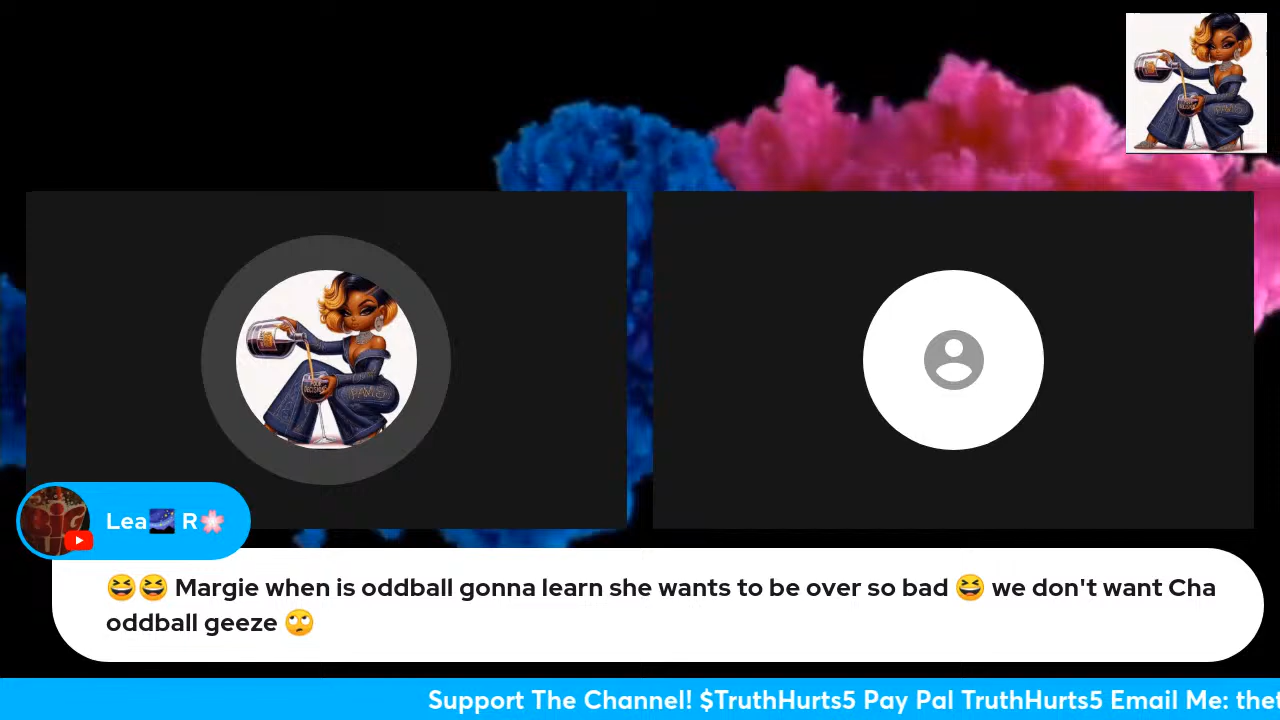 Lea🌌 R🌸
😆😆 Margie when is oddball gonna learn she wants to be over so bad 😆 we don't want Cha
oddball geeze 🙄
Support The Channel! $TruthHurts5 Pay Pal TruthHurts5 Email Me: thet